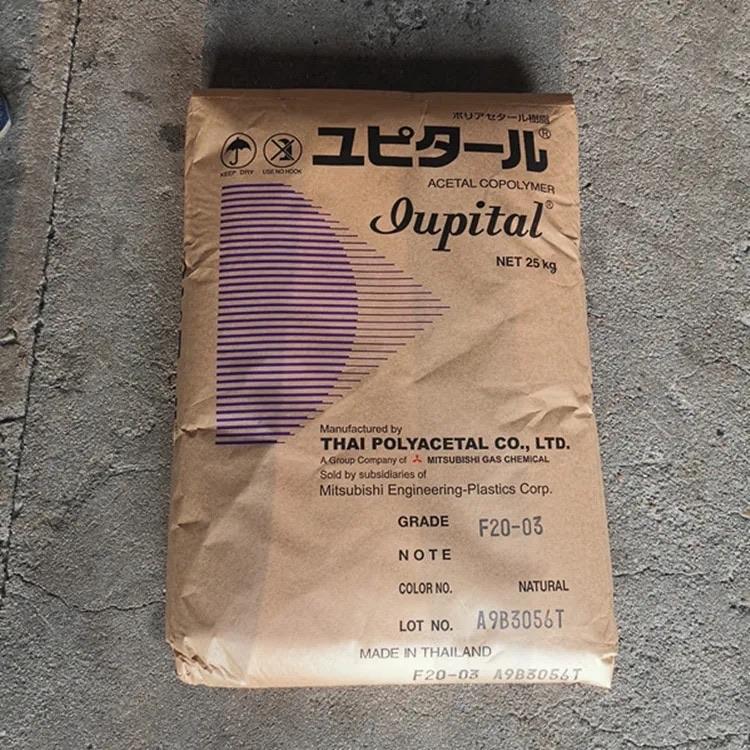 ポリアセタール樹脂
ユピタール®
KEEP DRY USE NO HOOK
ACETAL COPOLYMER
Iupital®
NET 25 kg
Manufactured by
THAI POLYACETAL CO., LTD.
A Group Company of MITSUBISHI GAS CHEMICAL
Sold by subsidiaries of
Mitsubishi Engineering-Plastics Corp.
GRADE F20-03
NOTE
COLOR NO. NATURAL
LOT NO. A9B3056T
MADE IN THAILAND
F20-03 A9B3056T